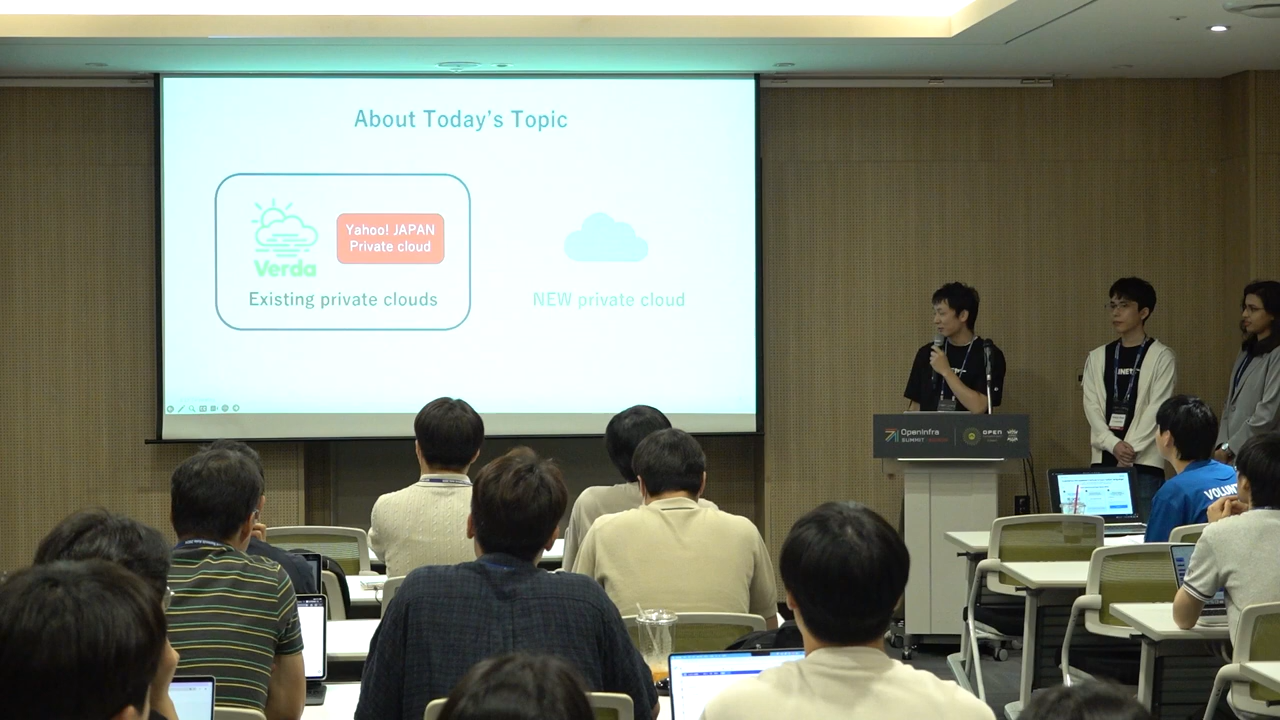 About Today's Topic
Yahoo! JAPAN
Private cloud
Verda
Existing private clouds
NEW private cloud
OpenInfra
SUMMIT
OPEN
VOLUN